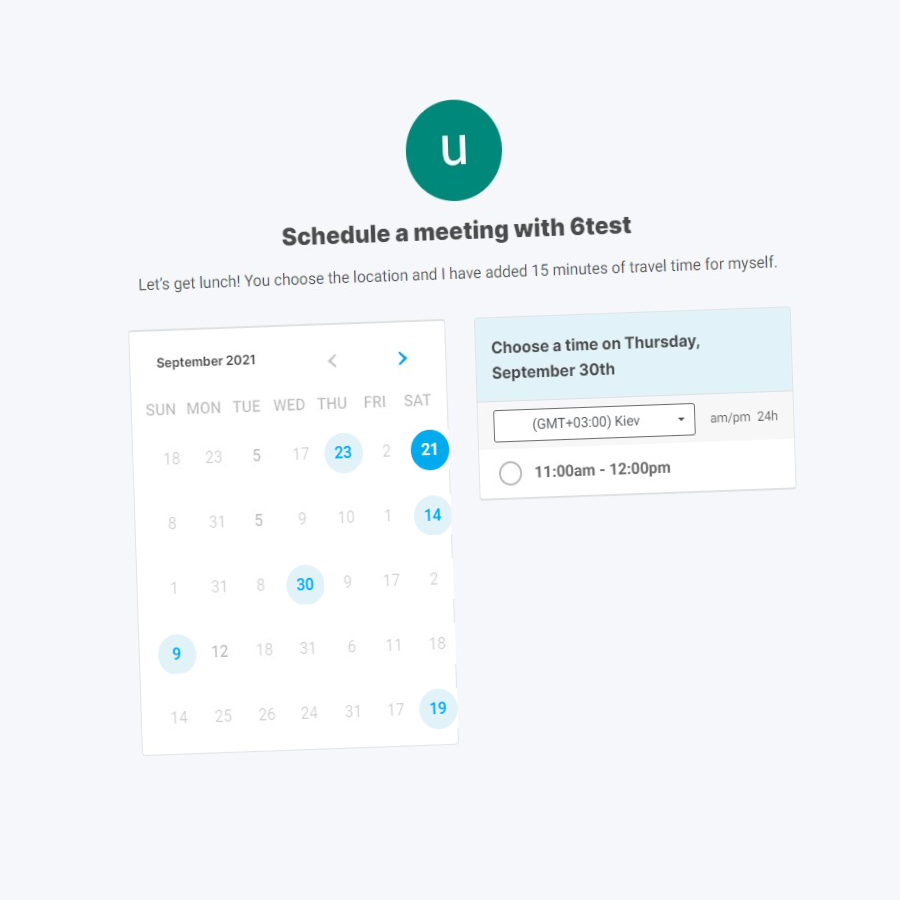 u
Schedule a meeting with 6test
Let's get lunch! You choose the location and I have added 15 minutes of travel time for myself.
September 2021
SUN MON TUE WED THU FRI SAT
18 23 5 17 23 2 21
8 31 5 9 10 1 14
1 31 8 30 9 17 2
9 12 18 31 6 11 18
14 25 26 24 31 17 19
Choose a time on Thursday,
September 30th
(GMT+03:00) Kiev
am/pm 24h
11:00am - 12:00pm